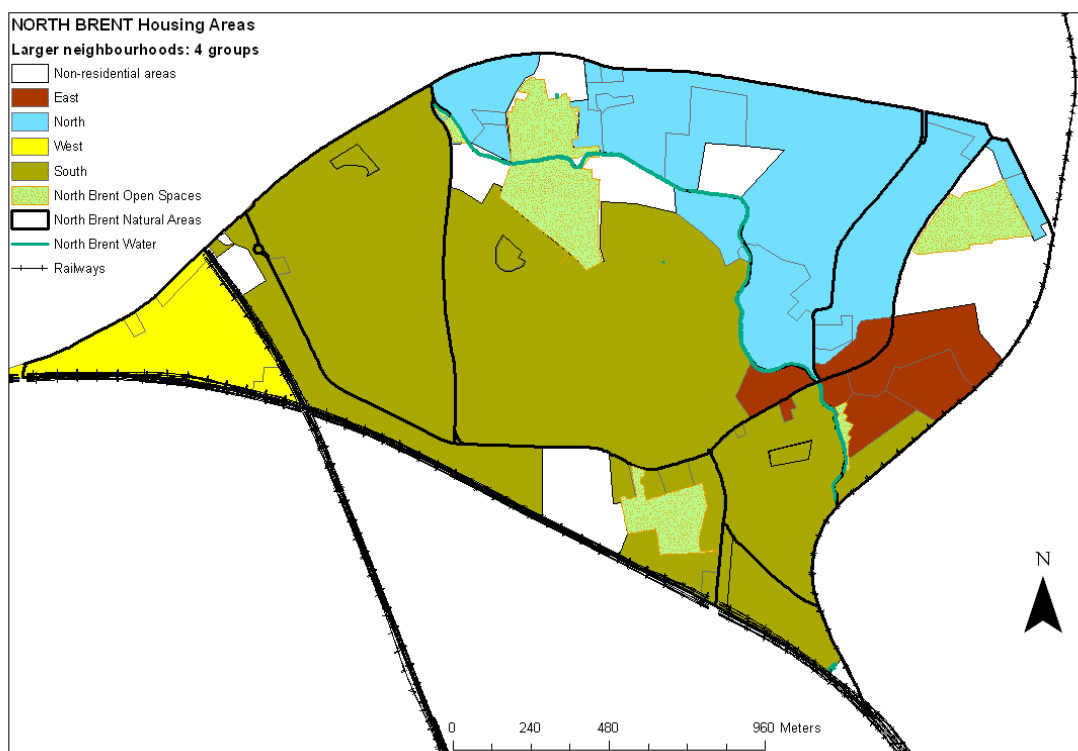 NORTH BRENT Housing Areas
Larger neighbourhoods: 4 groups
Non-residential areas
East
North
West
South
North Brent Open Spaces
North Brent Natural Areas
North Brent Water
Railways
N
0 240 480 960 Meters